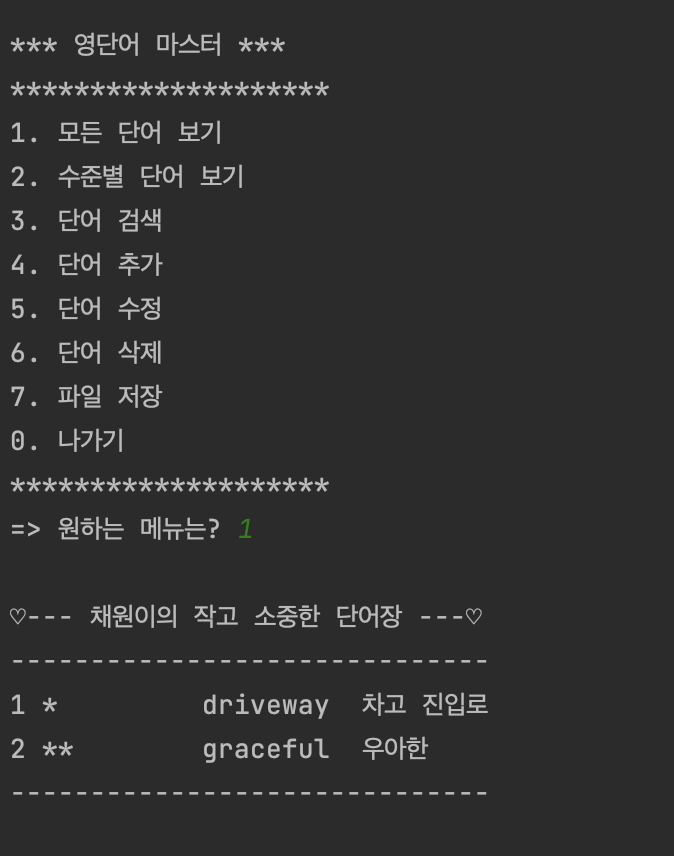 *** 영단어 마스터 ***
********************
1. 모든 단어 보기
2. 수준별 단어 보기
3. 단어 검색
4. 단어 추가
5. 단어 수정
6. 단어 삭제
7. 파일 저장
0. 나가기
********************
=> 원하는 메뉴는? 1
♡--- 채원이의 작고 소중한 단어장 ---♡
------------------------------
1 *         driveway  차고 진입로
2 **        graceful  우아한
------------------------------